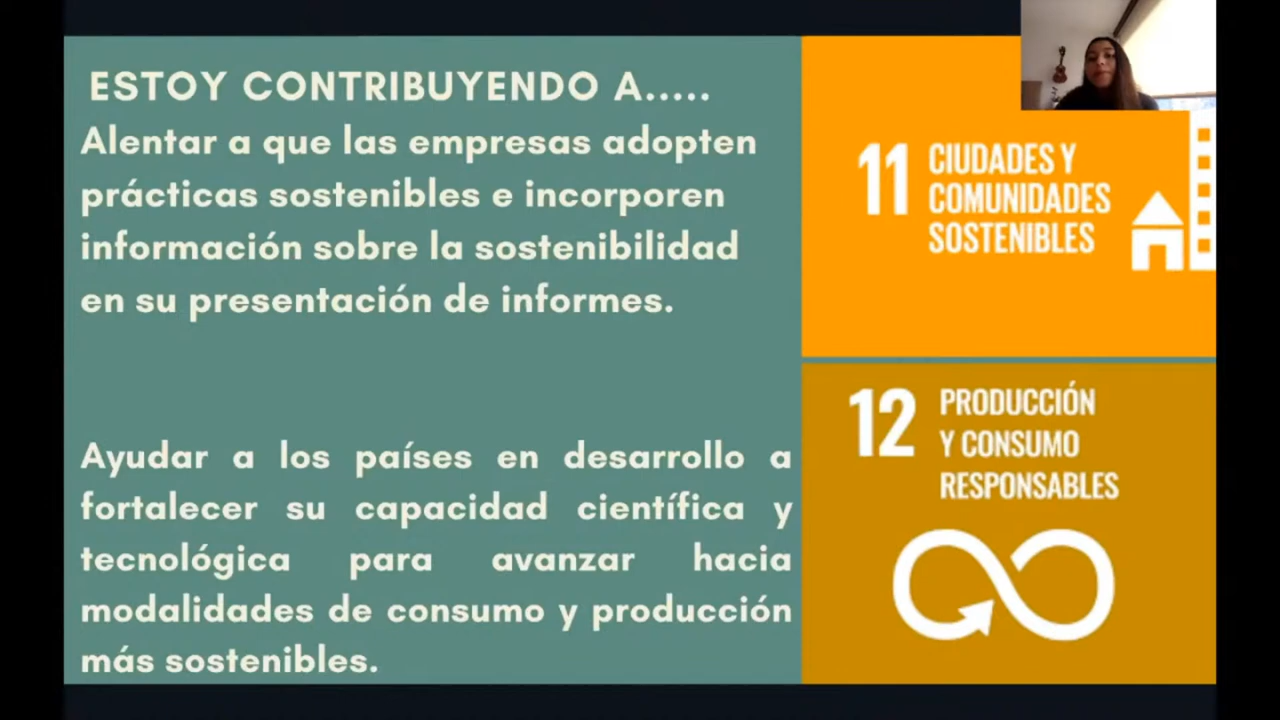 ESTOY CONTRIBUYENDO A.....
Alentar a que las empresas adopten
prácticas sostenibles e incorporen
información sobre la sostenibilidad
en su presentación de informes.
Ayudar a los países en desarrollo a
fortalecer su capacidad científica y
tecnológica para avanzar hacia
modalidades de consumo y producción
más sostenibles.
11 CIUDADES Y
COMUNIDADES
SOSTENIBLES
12 PRODUCCIÓN
Y CONSUMO
RESPONSABLES